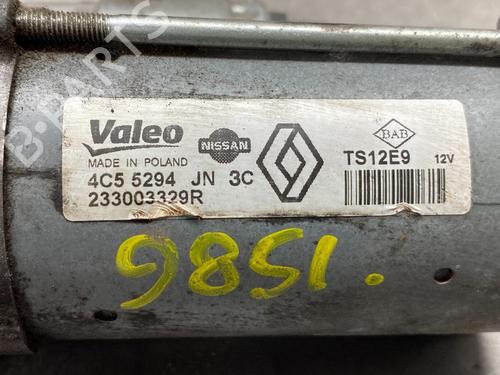 B-PARTS
Valeo
MADE IN POLAND
NISSAN
BAB
TS12E9 12V
4C5 5294 JN 3C
233003329R
9851.